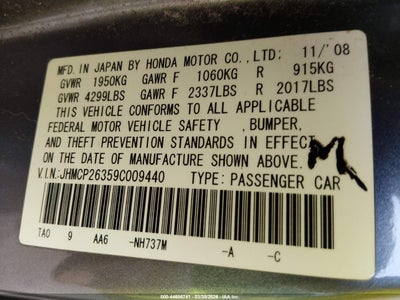 MFD. IN JAPAN BY HONDA MOTOR CO., LTD; 11/'08
GVWR 1950KG GAWR F 1060KG R 915KG
GVWR 4299LBS GAWR F 2337LBS R 2017LBS
THIS VEHICLE CONFORMS TO ALL APPLICABLE
FEDERAL MOTOR VEHICLE SAFETY , BUMPER,
AND THEFT PREVENTION STANDARDS IN EFFECT
ON THE DATE OF MANUFACTURE SHOWN ABOVE.
V.I.N:JHMCP26359C009440 TYPE: PASSENGER CAR
TAO 9 AA6 -NH737M -A -C